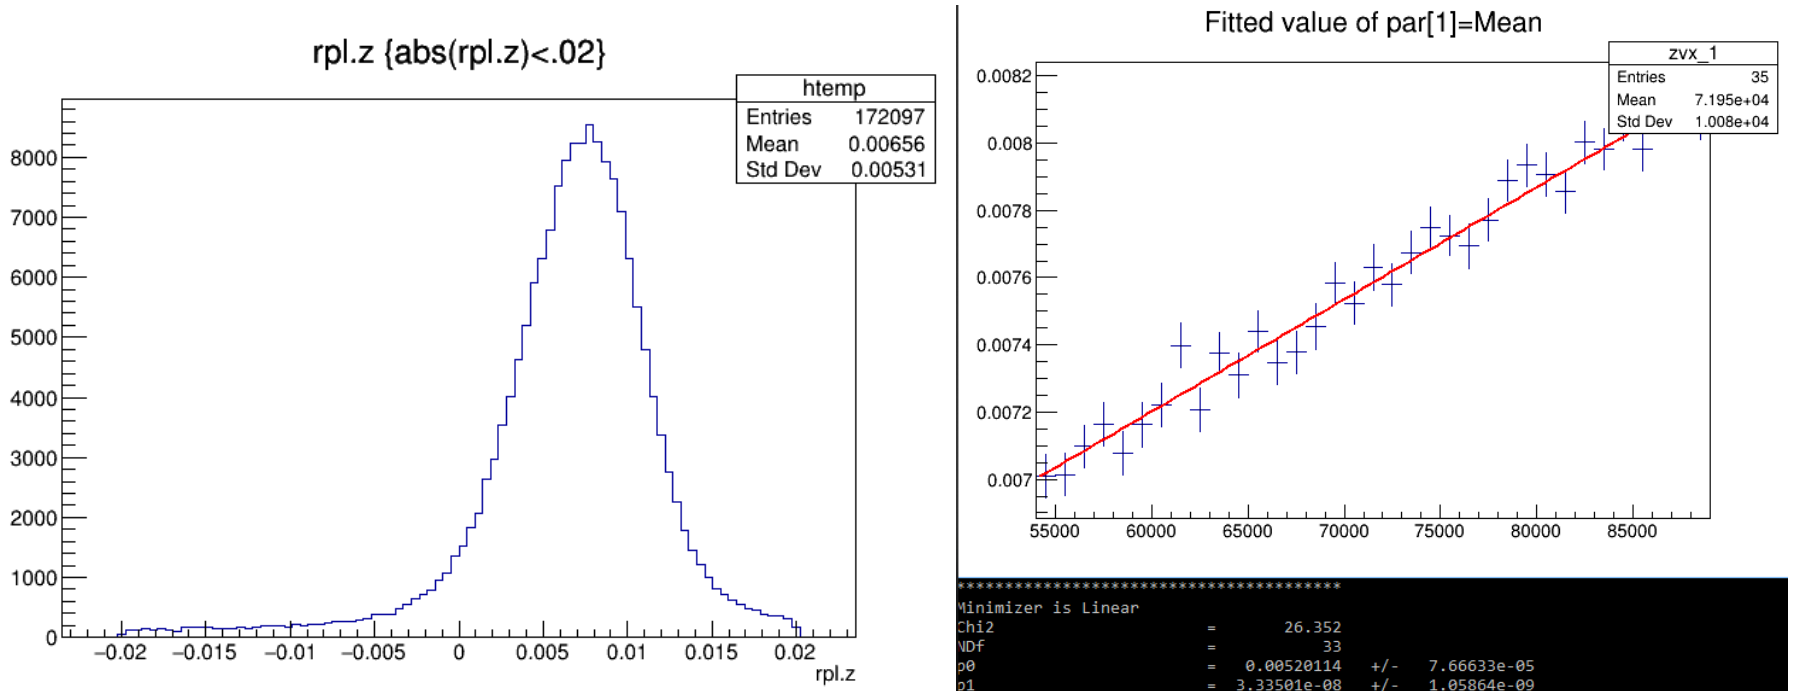 rpl.z {abs(rpl.z)<.02}
htemp
Entries 172097
Mean 0.00656
Std Dev 0.00531
8000
7000
6000
5000
4000
3000
2000
1000
0
−0.02 −0.015 −0.01 −0.005 0 0.005 0.01 0.015 0.02
rpl.z
Fitted value of par[1]=Mean
zvx_1
Entries 35
Mean 7.195e+04
Std Dev 1.008e+04
0.0082
0.008
0.0078
0.0076
0.0074
0.0072
0.007
55000 60000 65000 70000 75000 80000 85000
****************************************
Minimizer is Linear
Chi2 = 26.352
NDf = 33
p0 = 0.00520114 +/- 7.66633e-05
p1 = 3.33501e-08 +/- 1.05864e-09